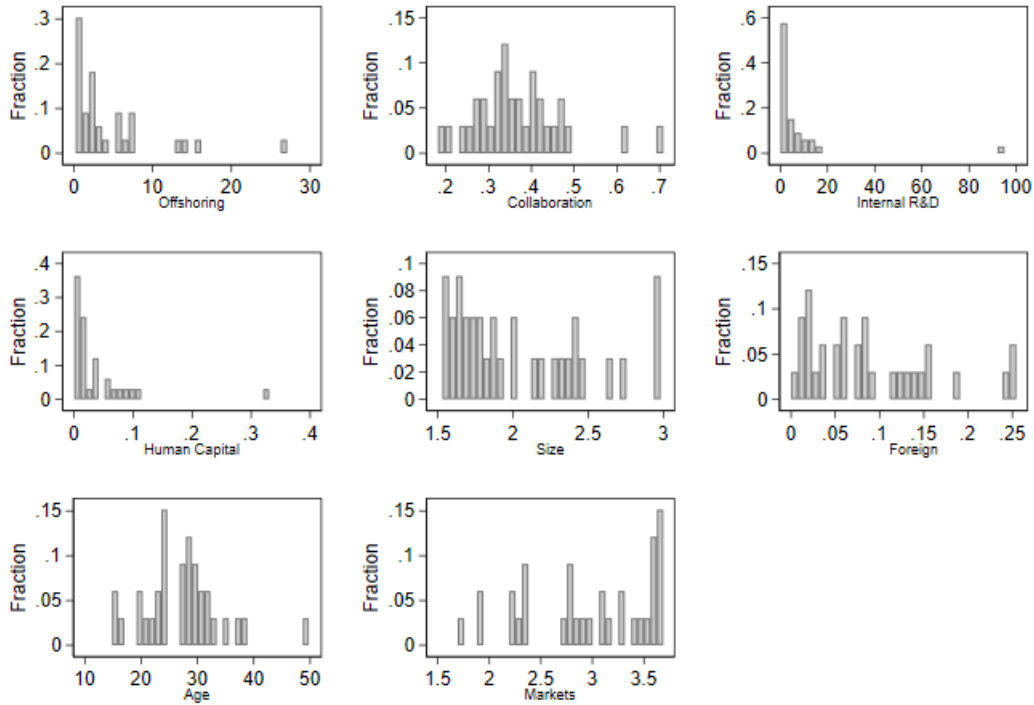 Fraction
.3
.2
.1
0
0 10 20 30
Offshoring
Fraction
.15
.1
.05
0
.2 .3 .4 .5 .6 .7
Collaboration
Fraction
.6
.4
.2
0
0 20 40 60 80 100
Internal R&D
Fraction
.4
.3
.2
.1
0
0 .1 .2 .3 .4
Human Capital
Fraction
.1
.08
.06
.04
.02
0
1.5 2 2.5 3
Size
Fraction
.15
.1
.05
0
0 .05 .1 .15 .2 .25
Foreign
Fraction
.15
.1
.05
0
10 20 30 40 50
Age
Fraction
.15
.1
.05
0
1.5 2 2.5 3 3.5
Markets